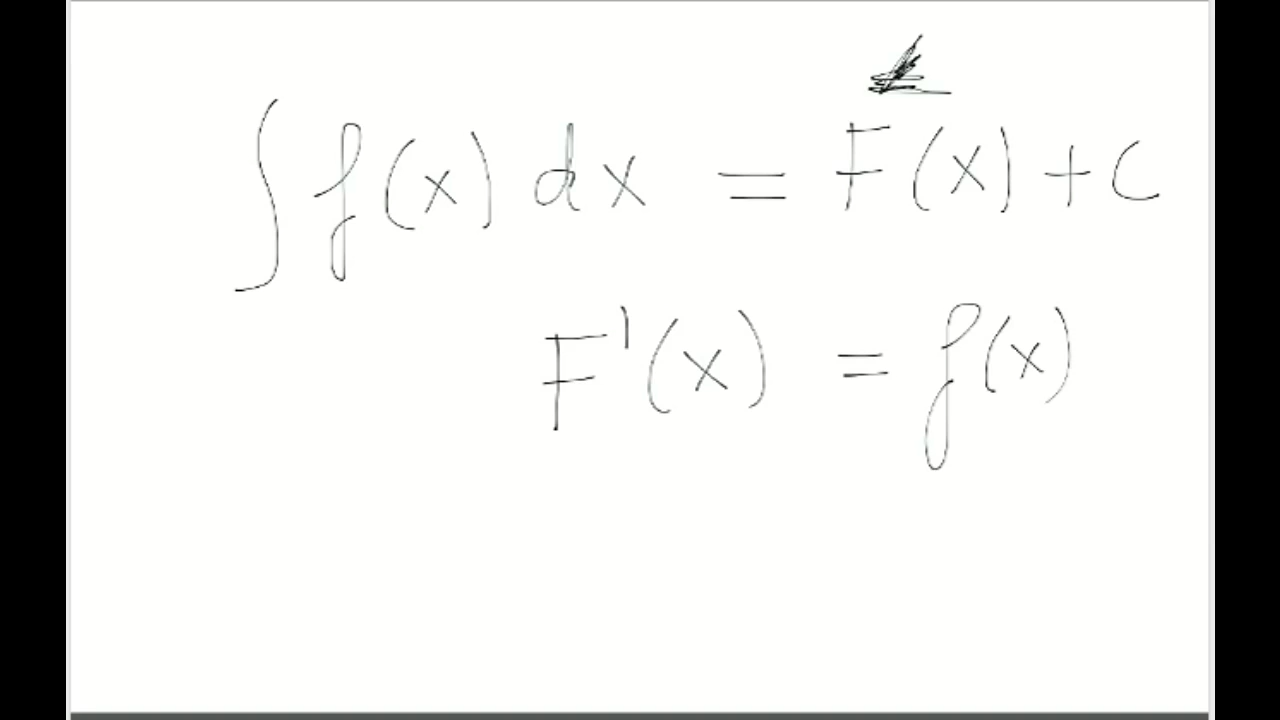 ∫ f(x) dx = F(x) + C
F'(x) = f(x)